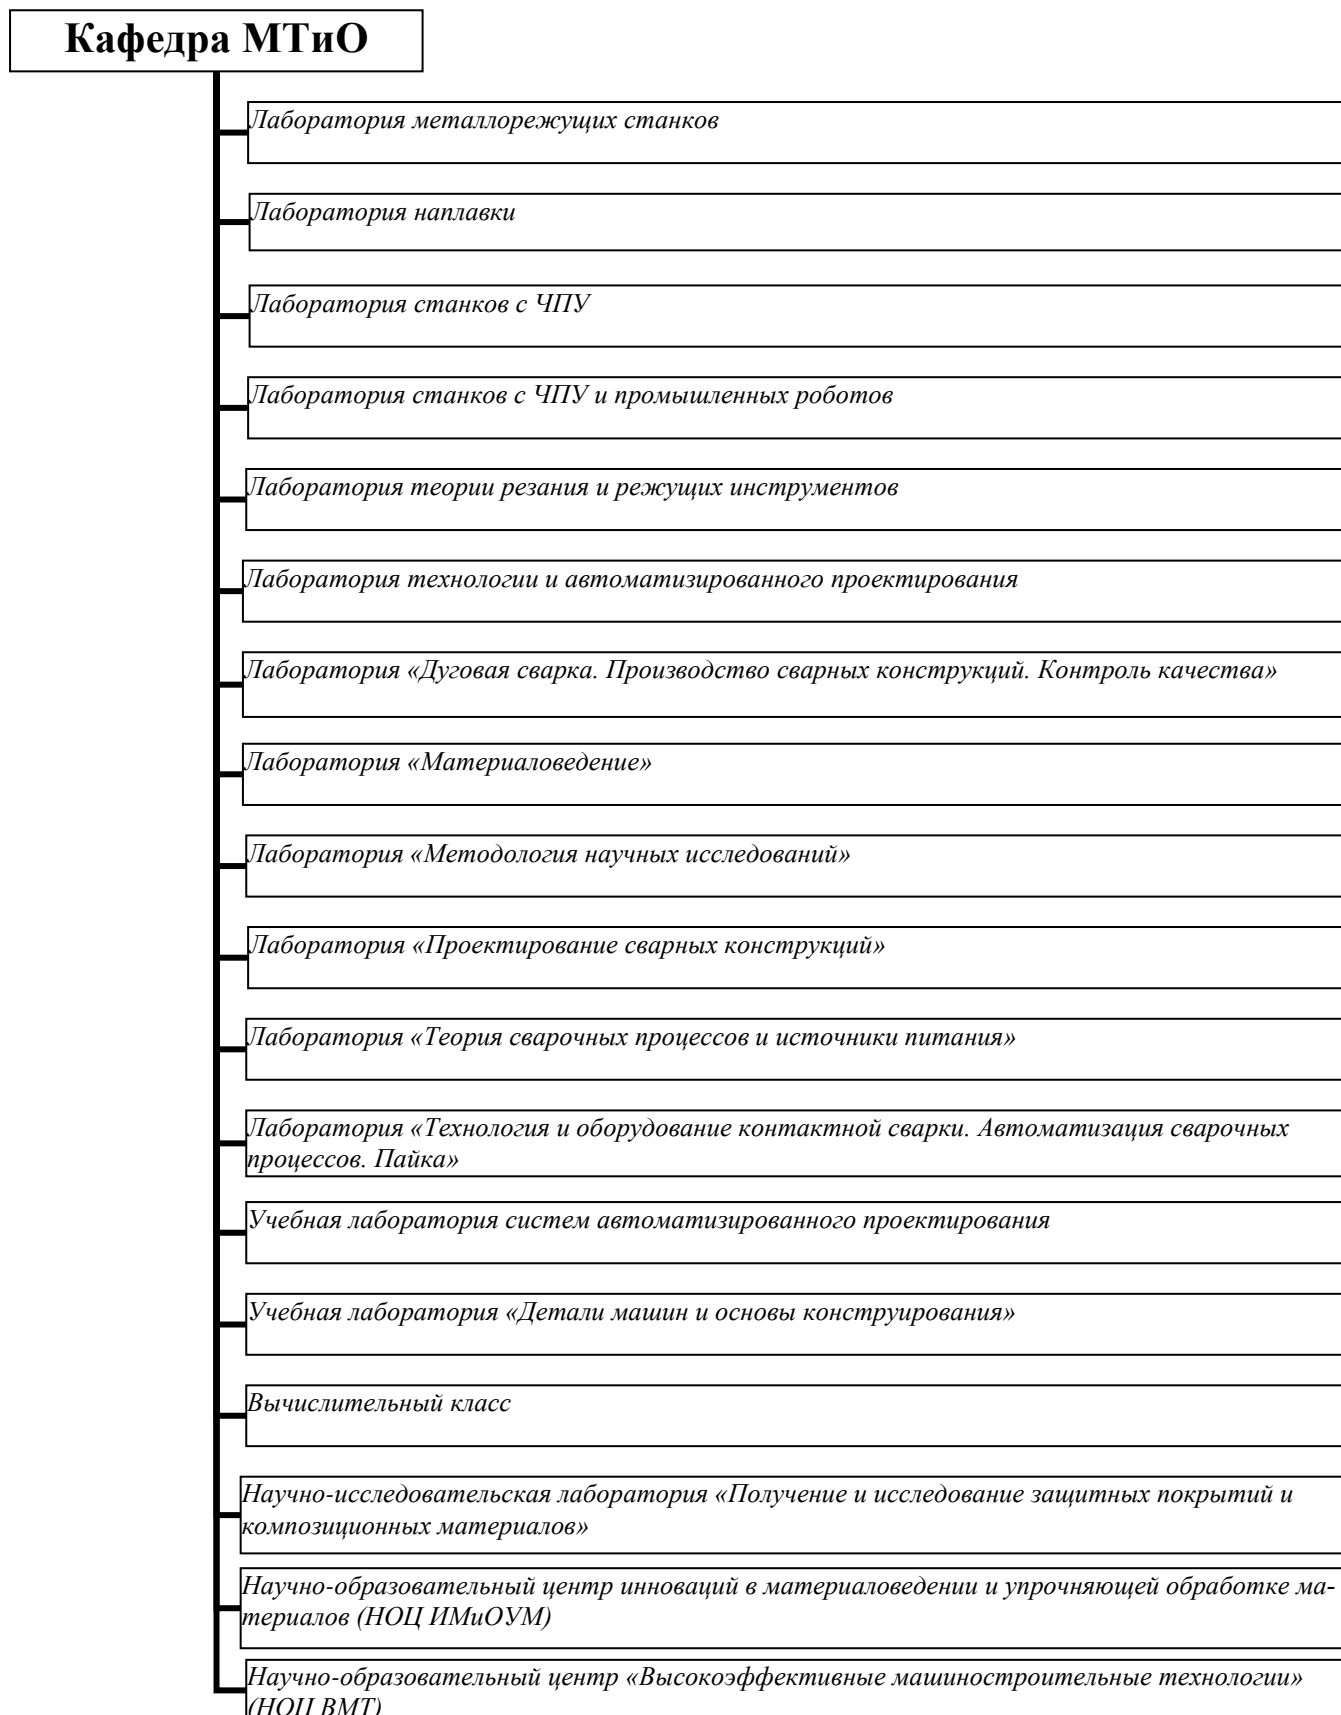 Кафедра МТиО
Лаборатория металлорежущих станков
Лаборатория наплавки
Лаборатория станков с ЧПУ
Лаборатория станков с ЧПУ и промышленных роботов
Лаборатория теории резания и режущих инструментов
Лаборатория технологии и автоматизированного проектирования
Лаборатория «Дуговая сварка. Производство сварных конструкций. Контроль качества»
Лаборатория «Материаловедение»
Лаборатория «Методология научных исследований»
Лаборатория «Проектирование сварных конструкций»
Лаборатория «Теория сварочных процессов и источники питания»
Лаборатория «Технология и оборудование контактной сварки. Автоматизация сварочных
процессов. Пайка»
Учебная лаборатория систем автоматизированного проектирования
Учебная лаборатория «Детали машин и основы конструирования»
Вычислительный класс
Научно-исследовательская лаборатория «Получение и исследование защитных покрытий и
композиционных материалов»
Научно-образовательный центр инноваций в материаловедении и упрочняющей обработке ма-
териалов (НОЦ ИМиОУМ)
Научно-образовательный центр «Высокоэффективные машиностроительные технологии»
(НОЦ ВМТ)